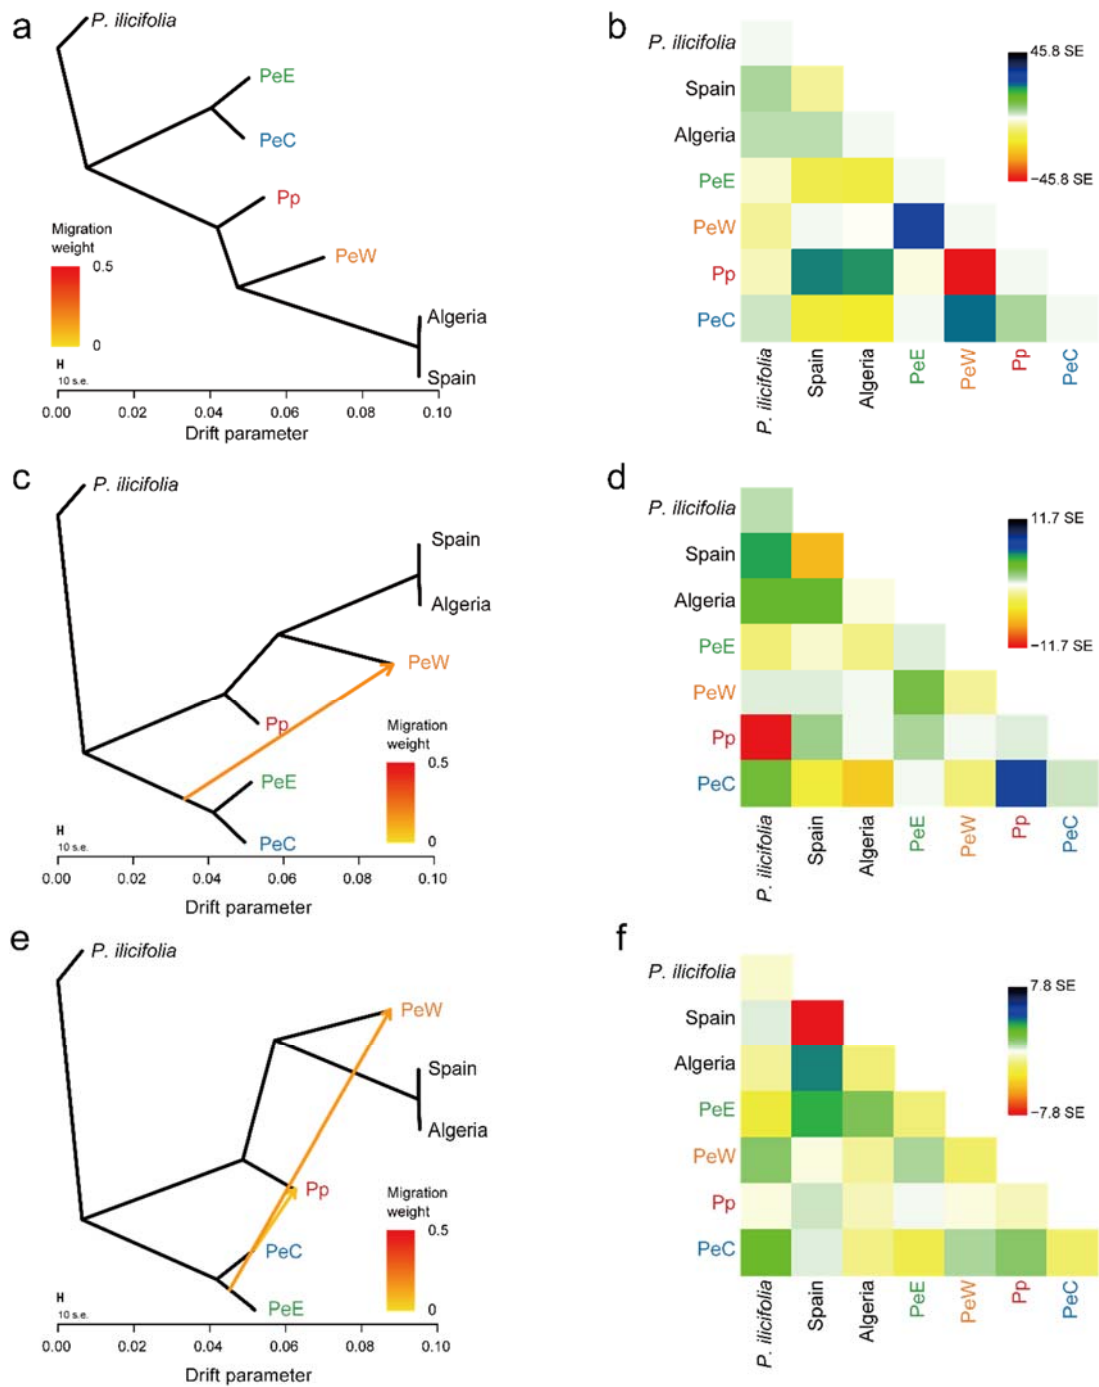 a
P. ilicifolia
PeE
PeC
Pp
PeW
Algeria
Spain
Migration
weight
0.5
0
10 s.e.
0.00 0.02 0.04 0.06 0.08 0.10
Drift parameter
b
P. ilicifolia
Spain
Algeria
PeE
PeW
Pp
PeC
P. ilicifolia Spain Algeria PeE PeW Pp PeC
45.8 SE
−45.8 SE
c
P. ilicifolia
Spain
Algeria
PeW
Pp
PeE
PeC
Migration
weight
0.5
0
10 s.e.
0.00 0.02 0.04 0.06 0.08 0.10
Drift parameter
d
P. ilicifolia
Spain
Algeria
PeE
PeW
Pp
PeC
P. ilicifolia Spain Algeria PeE PeW Pp PeC
11.7 SE
−11.7 SE
e
P. ilicifolia
PeW
Spain
Algeria
Pp
PeC
PeE
Migration
weight
0.5
0
10 s.e.
0.00 0.02 0.04 0.06 0.08 0.10
Drift parameter
f
P. ilicifolia
Spain
Algeria
PeE
PeW
Pp
PeC
P. ilicifolia Spain Algeria PeE PeW Pp PeC
7.8 SE
−7.8 SE